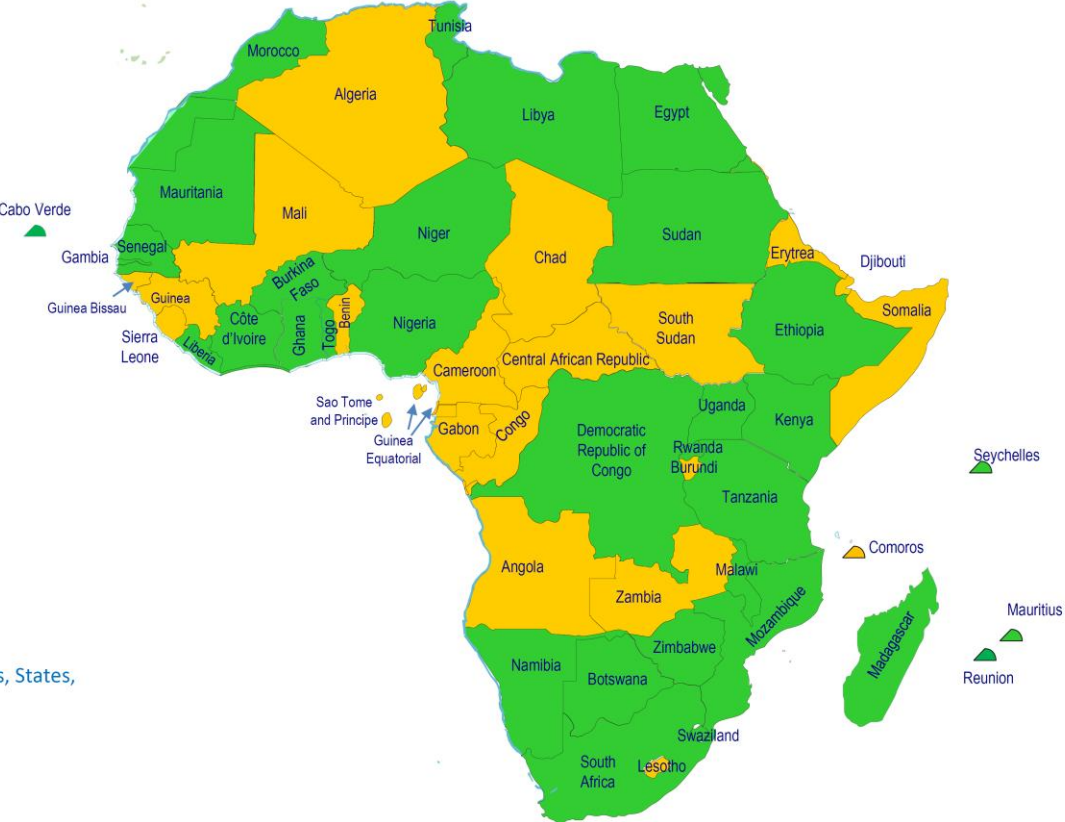 Tunisia
Morocco
Algeria
Libya
Egypt
Mauritania
Cabo Verde
Mali
Niger
Sudan
Senegal
Gambia
Chad
Erytrea
Djibouti
Burkina
Faso
Guinea Bissau
Guinea
Benin
Somalia
Côte
d'Ivoire
Ghana
Togo
Nigeria
South
Sudan
Ethiopia
Sierra
Leone
Liberia
Central African Republic
Cameroon
Sao Tome
and Principe
Uganda
Guinea
Equatorial
Gabon
Congo
Democratic
Republic of
Congo
Kenya
Rwanda
Burundi
Seychelles
Tanzania
Comoros
Angola
Malawi
Zambia
Mozambique
Mauritius
Madagascar
Zimbabwe
Namibia
Botswana
Reunion
s, States,
Swaziland
South
Africa
Lesotho